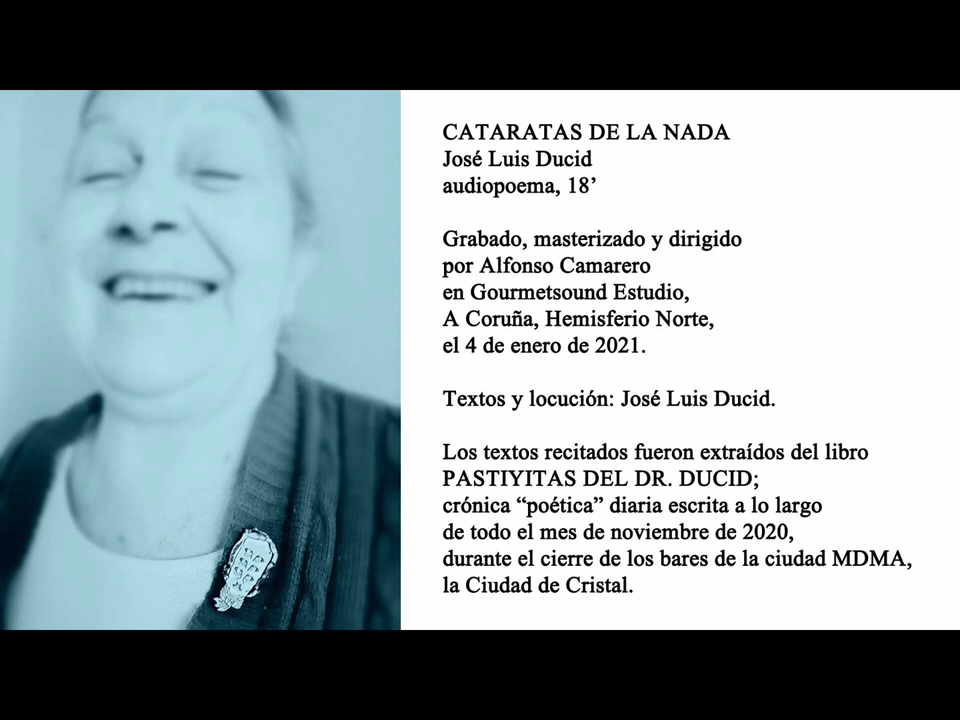 CATARATAS DE LA NADA
José Luis Ducid
audiopoema, 18’
Grabado, masterizado y dirigido
por Alfonso Camarero
en Gourmetsound Estudio,
A Coruña, Hemisferio Norte,
el 4 de enero de 2021.
Textos y locución: José Luis Ducid.
Los textos recitados fueron extraídos del libro
PASTIYITAS DEL DR. DUCID;
crónica “poética” diaria escrita a lo largo
de todo el mes de noviembre de 2020,
durante el cierre de los bares de la ciudad MDMA,
la Ciudad de Cristal.